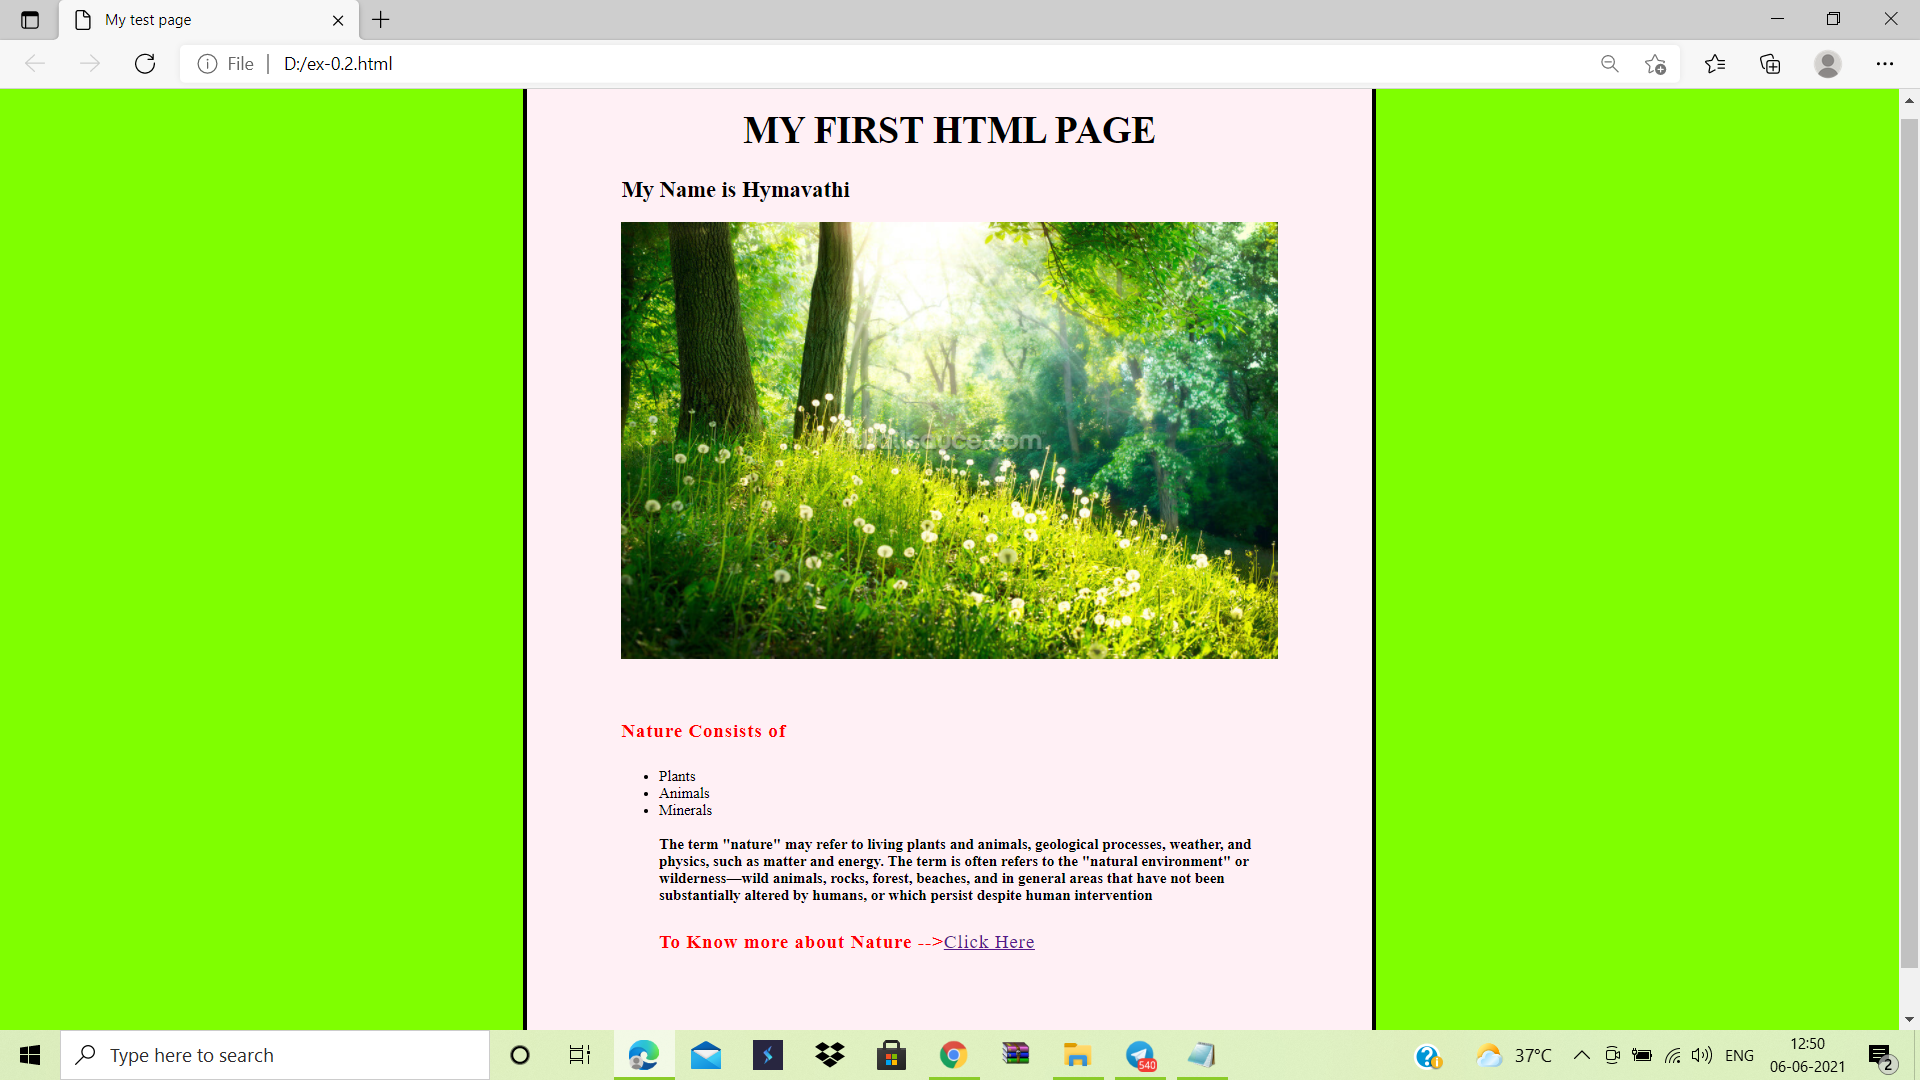 My test page
File
D:/ex-0.2.html
MY FIRST HTML PAGE
My Name is Hymavathi
Nature Consists of
• Plants
• Animals
• Minerals
The term "nature" may refer to living plants and animals, geological processes, weather, and
physics, such as matter and energy. The term is often refers to the "natural environment" or
wilderness—wild animals, rocks, forest, beaches, and in general areas that have not been
substantially altered by humans, or which persist despite human intervention
To Know more about Nature -->Click Here
Type here to search
540
37°C
ENG
12:50
06-06-2021
2